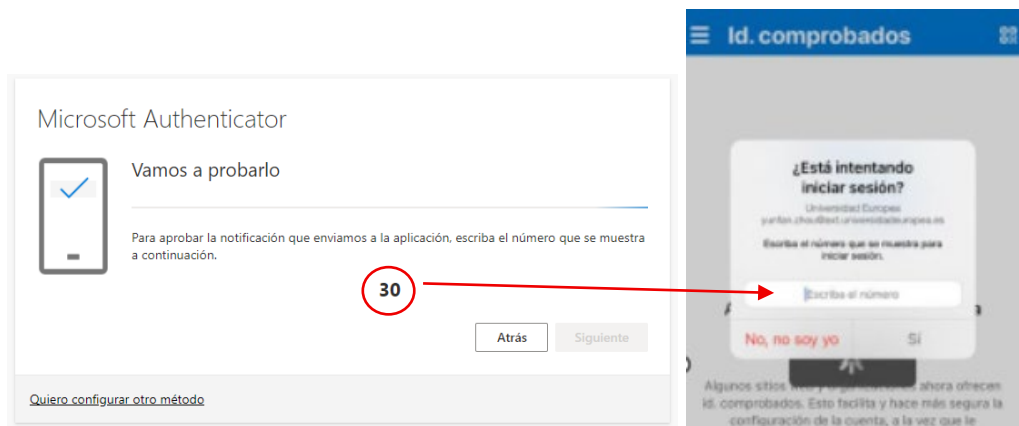 Microsoft Authenticator
Vamos a probarlo
Para aprobar la notificación que enviamos a la aplicación, escriba el número que se muestra
a continuación.
30
Atrás
Siguiente
Quiero configurar otro método
Id. comprobados
¿Está intentando
iniciar sesión?
Universidad Europea
Escriba el número que se muestra para
iniciar sesión.
Escriba el número
No, no soy yo
Sí
Algunos sitios ahora ofrecen
id. comprobados. Esto facilita y hace más segura la
configuración de la cuenta, a la vez que le